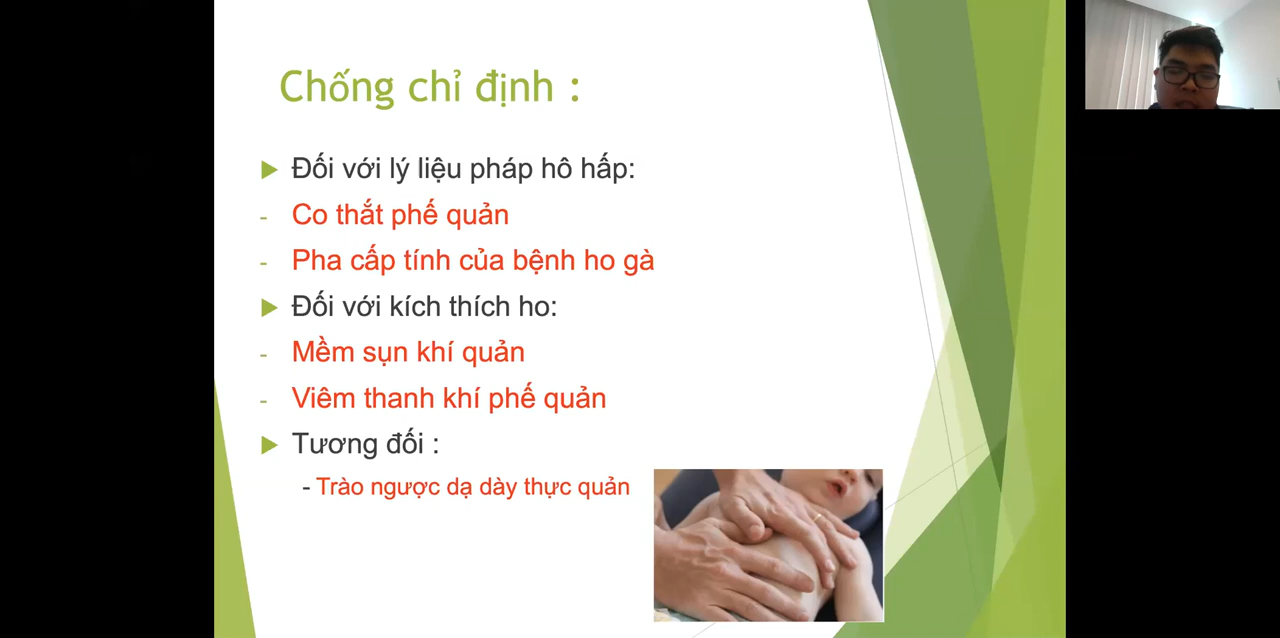 Chống chỉ định :
Đối với lý liệu pháp hô hấp:
- Co thắt phế quản
- Pha cấp tính của bệnh ho gà
Đối với kích thích ho:
- Mềm sụn khí quản
- Viêm thanh khí phế quản
Tương đối :
- Trào ngược dạ dày thực quản